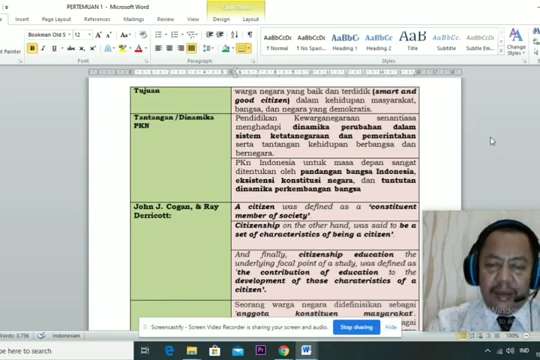 PERTEMUAN 1 - Microsoft Word
Insert Page Layout References Mailings Review View Design Layout
Bookman Old S 12
Format Painter
AaBbCcDc AaBbCcDc AaBbC AaBbCc AaB AaBbCc.
¶ Normal ¶ No Spaci... Heading 1 Heading 2 Title Subtitle Subtle Em...
Change
Styles
Tujuan
warga negara yang baik dan terdidik (smart and
good citizen) dalam kehidupan masyarakat,
bangsa, dan negara yang demokratis.
Tantangan /Dinamika
PKN
Pendidikan Kewarganegaraan senantiasa
menghadapi dinamika perubahan dalam
sistem ketatanegaraan dan pemerintahan
serta tantangan kehidupan berbangsa dan
bernegara.
PKn Indonesia untuk masa depan sangat
ditentukan oleh pandangan bangsa Indonesia,
eksistensi konstitusi negara, dan tuntutan
dinamika perkembangan bangsa
John J. Cogan, & Ray
Derricott:
A citizen was defined as a 'constituent
member of society'.
Citizenship on the other hand, was said to be a
set of characteristics of being a citizen'.
And finally, citizenship education the
underlying focal point of a study, was defined as
'the contribution of education to the
development of those charateristics of a
citizen'.
Seorang warga negara didefinisikan sebagai
'anggota konstituen masyarakat'.
Screencastify - Screen Video Recorder is sharing your screen and audio.
Stop sharing
Hide
Words: 3,756
Indonesian
100%
here to search
IND